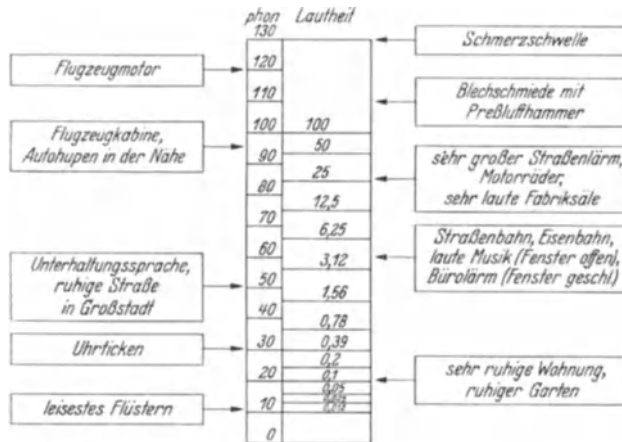 phon Lautheit
130
Schmerzschwelle
Flugzeugmotor
120
110
Blechschmiede mit
Preßlufthammer
100 100
Flugzeugkabine,
Autohupen in der Nähe
50
90
sehr großer Straßenlärm,
Motorräder,
sehr laute Fabriksäle
25
80
12,5
70
6,25
Straßenbahn, Eisenbahn,
laute Musik (Fenster offen),
Bürolärm (Fenster geschl.)
60
3,12
Unterhaltungssprache,
ruhige Straße
in Großstadt
50
1,56
40
0,78
Uhrticken
30
0,39
0,2
sehr ruhige Wohnung,
ruhiger Garten
20
0,1
0,05
leisestes Flüstern
10
0